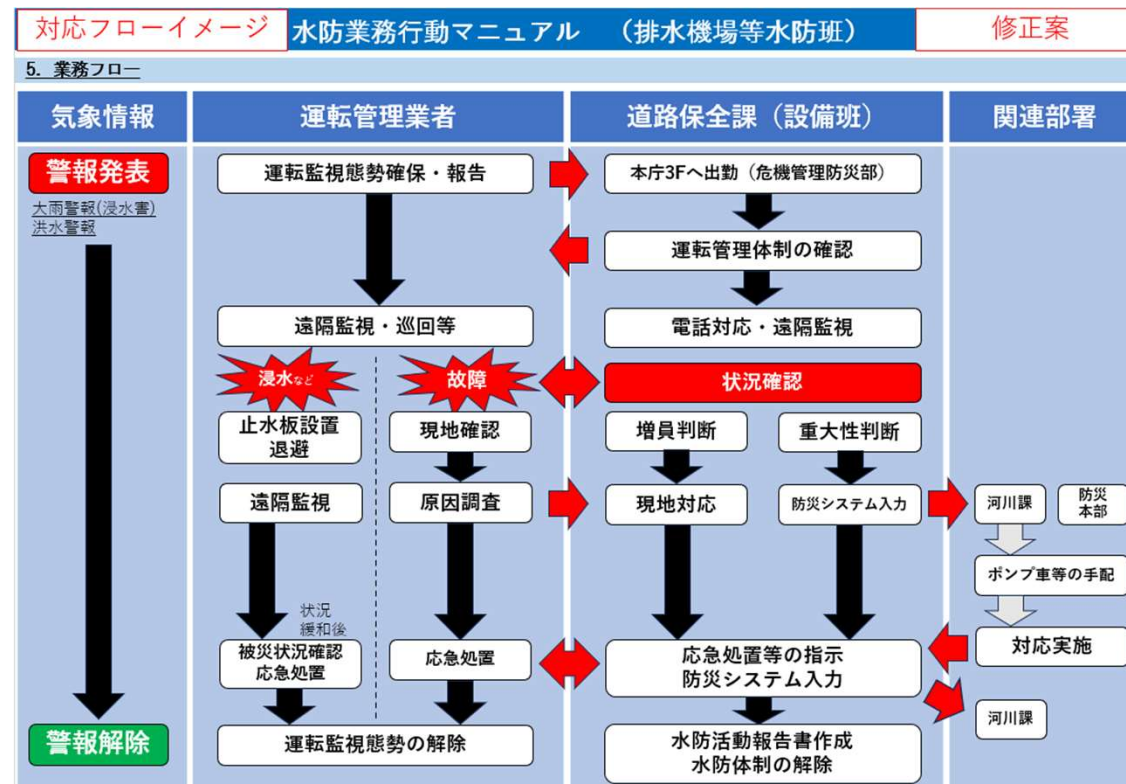 対応フローイメージ
水防業務行動マニュアル （排水機場等水防班）
修正案
5. 業務フロー
気象情報
運転管理業者
道路保全課（設備班）
関連部署
警報発表
大雨警報(浸水害)
洪水警報
運転監視態勢確保・報告
本庁3Fへ出勤（危機管理防災部）
運転管理体制の確認
遠隔監視・巡回等
電話対応・遠隔監視
浸水など
故障
状況確認
止水板設置
退避
現地確認
増員判断
重大性判断
遠隔監視
原因調査
現地対応
防災システム入力
河川課
防災
本部
ポンプ車等の手配
状況
緩和後
被災状況確認
応急処置
応急処置
応急処置等の指示
防災システム入力
対応実施
河川課
警報解除
運転監視態勢の解除
水防活動報告書作成
水防体制の解除